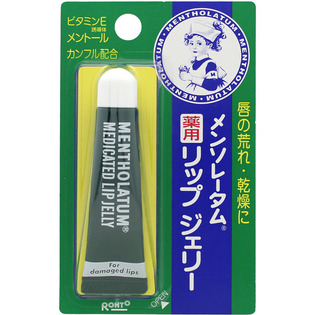 ビタミンE
誘導体
メントール
カンフル配合
MENTHOLATUM MENTHOLATUM MENTHOLATUM
唇の荒れ・乾燥に
メンソレータム®
薬用
リップジェリー
MENTHOLATUM®
MEDICATED LIP JELLY
For
damaged lips
ROHTO
OPEN